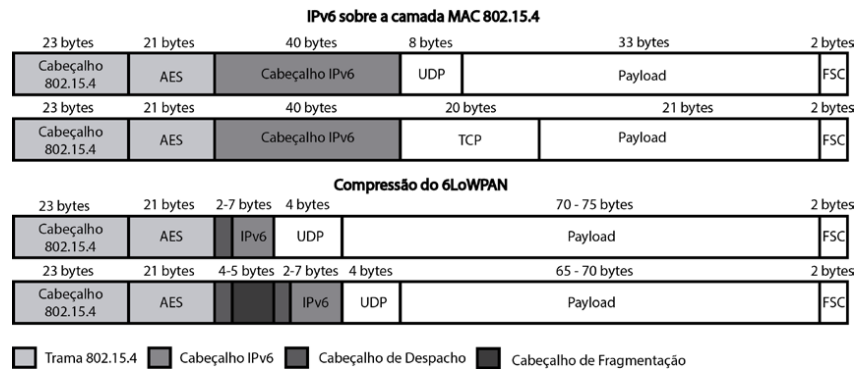 IPv6 sobre a camada MAC 802.15.4
23 bytes 21 bytes 40 bytes 8 bytes 33 bytes 2 bytes
Cabeçalho 802.15.4 AES Cabeçalho IPv6 UDP Payload FSC
23 bytes 21 bytes 40 bytes 20 bytes 21 bytes 2 bytes
Cabeçalho 802.15.4 AES Cabeçalho IPv6 TCP Payload FSC
Compressão do 6LoWPAN
23 bytes 21 bytes 2-7 bytes 4 bytes 70 - 75 bytes 2 bytes
Cabeçalho 802.15.4 AES IPv6 UDP Payload FSC
23 bytes 21 bytes 4-5 bytes 2-7 bytes 4 bytes 65 - 70 bytes 2 bytes
Cabeçalho 802.15.4 AES IPv6 UDP Payload FSC
Trama 802.15.4 Cabeçalho IPv6 Cabeçalho de Despacho Cabeçalho de Fragmentação